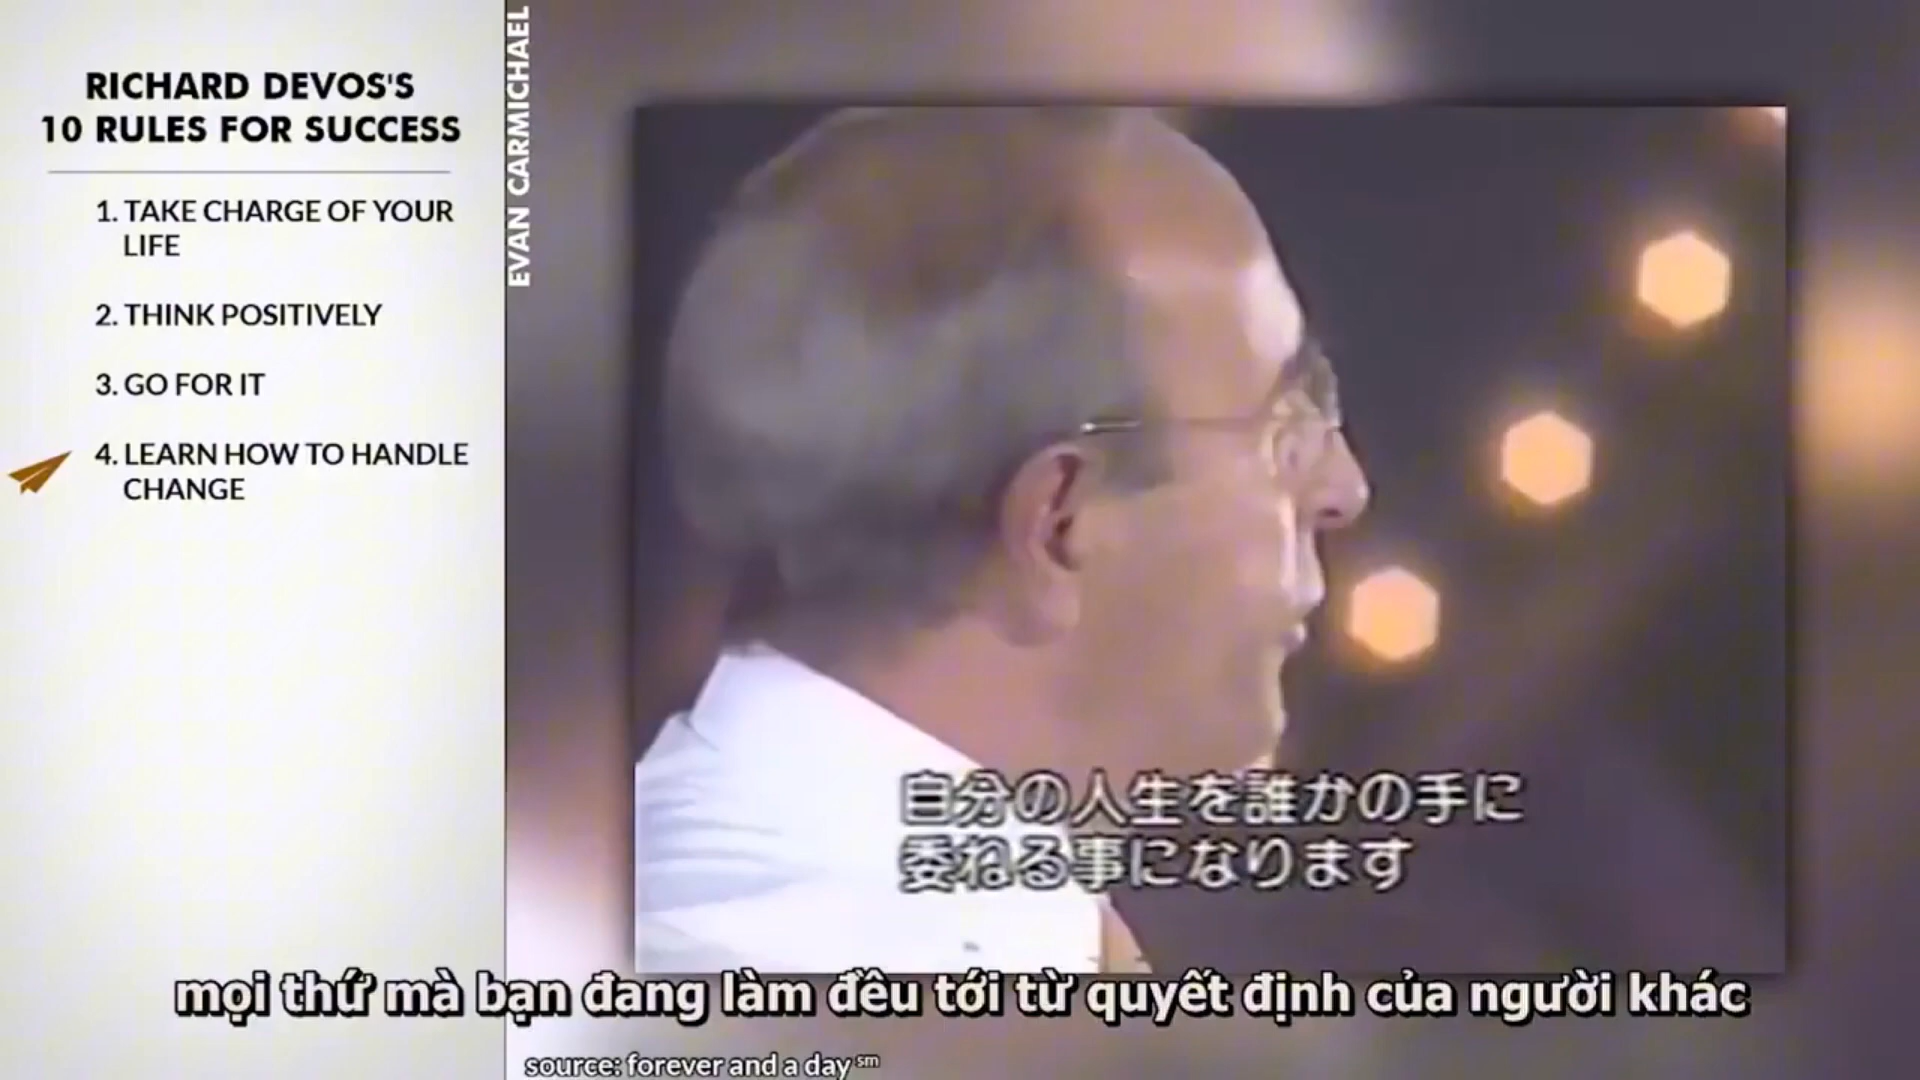 RICHARD DEVOS'S
10 RULES FOR SUCCESS
1. TAKE CHARGE OF YOUR
LIFE
2. THINK POSITIVELY
3. GO FOR IT
4. LEARN HOW TO HANDLE
CHANGE
EVAN CARMICHAEL
自分の人生を誰かの手に
委ねる事になります
mọi thứ mà bạn đang làm đều tới từ quyết định của người khác
source: forever and a day℠